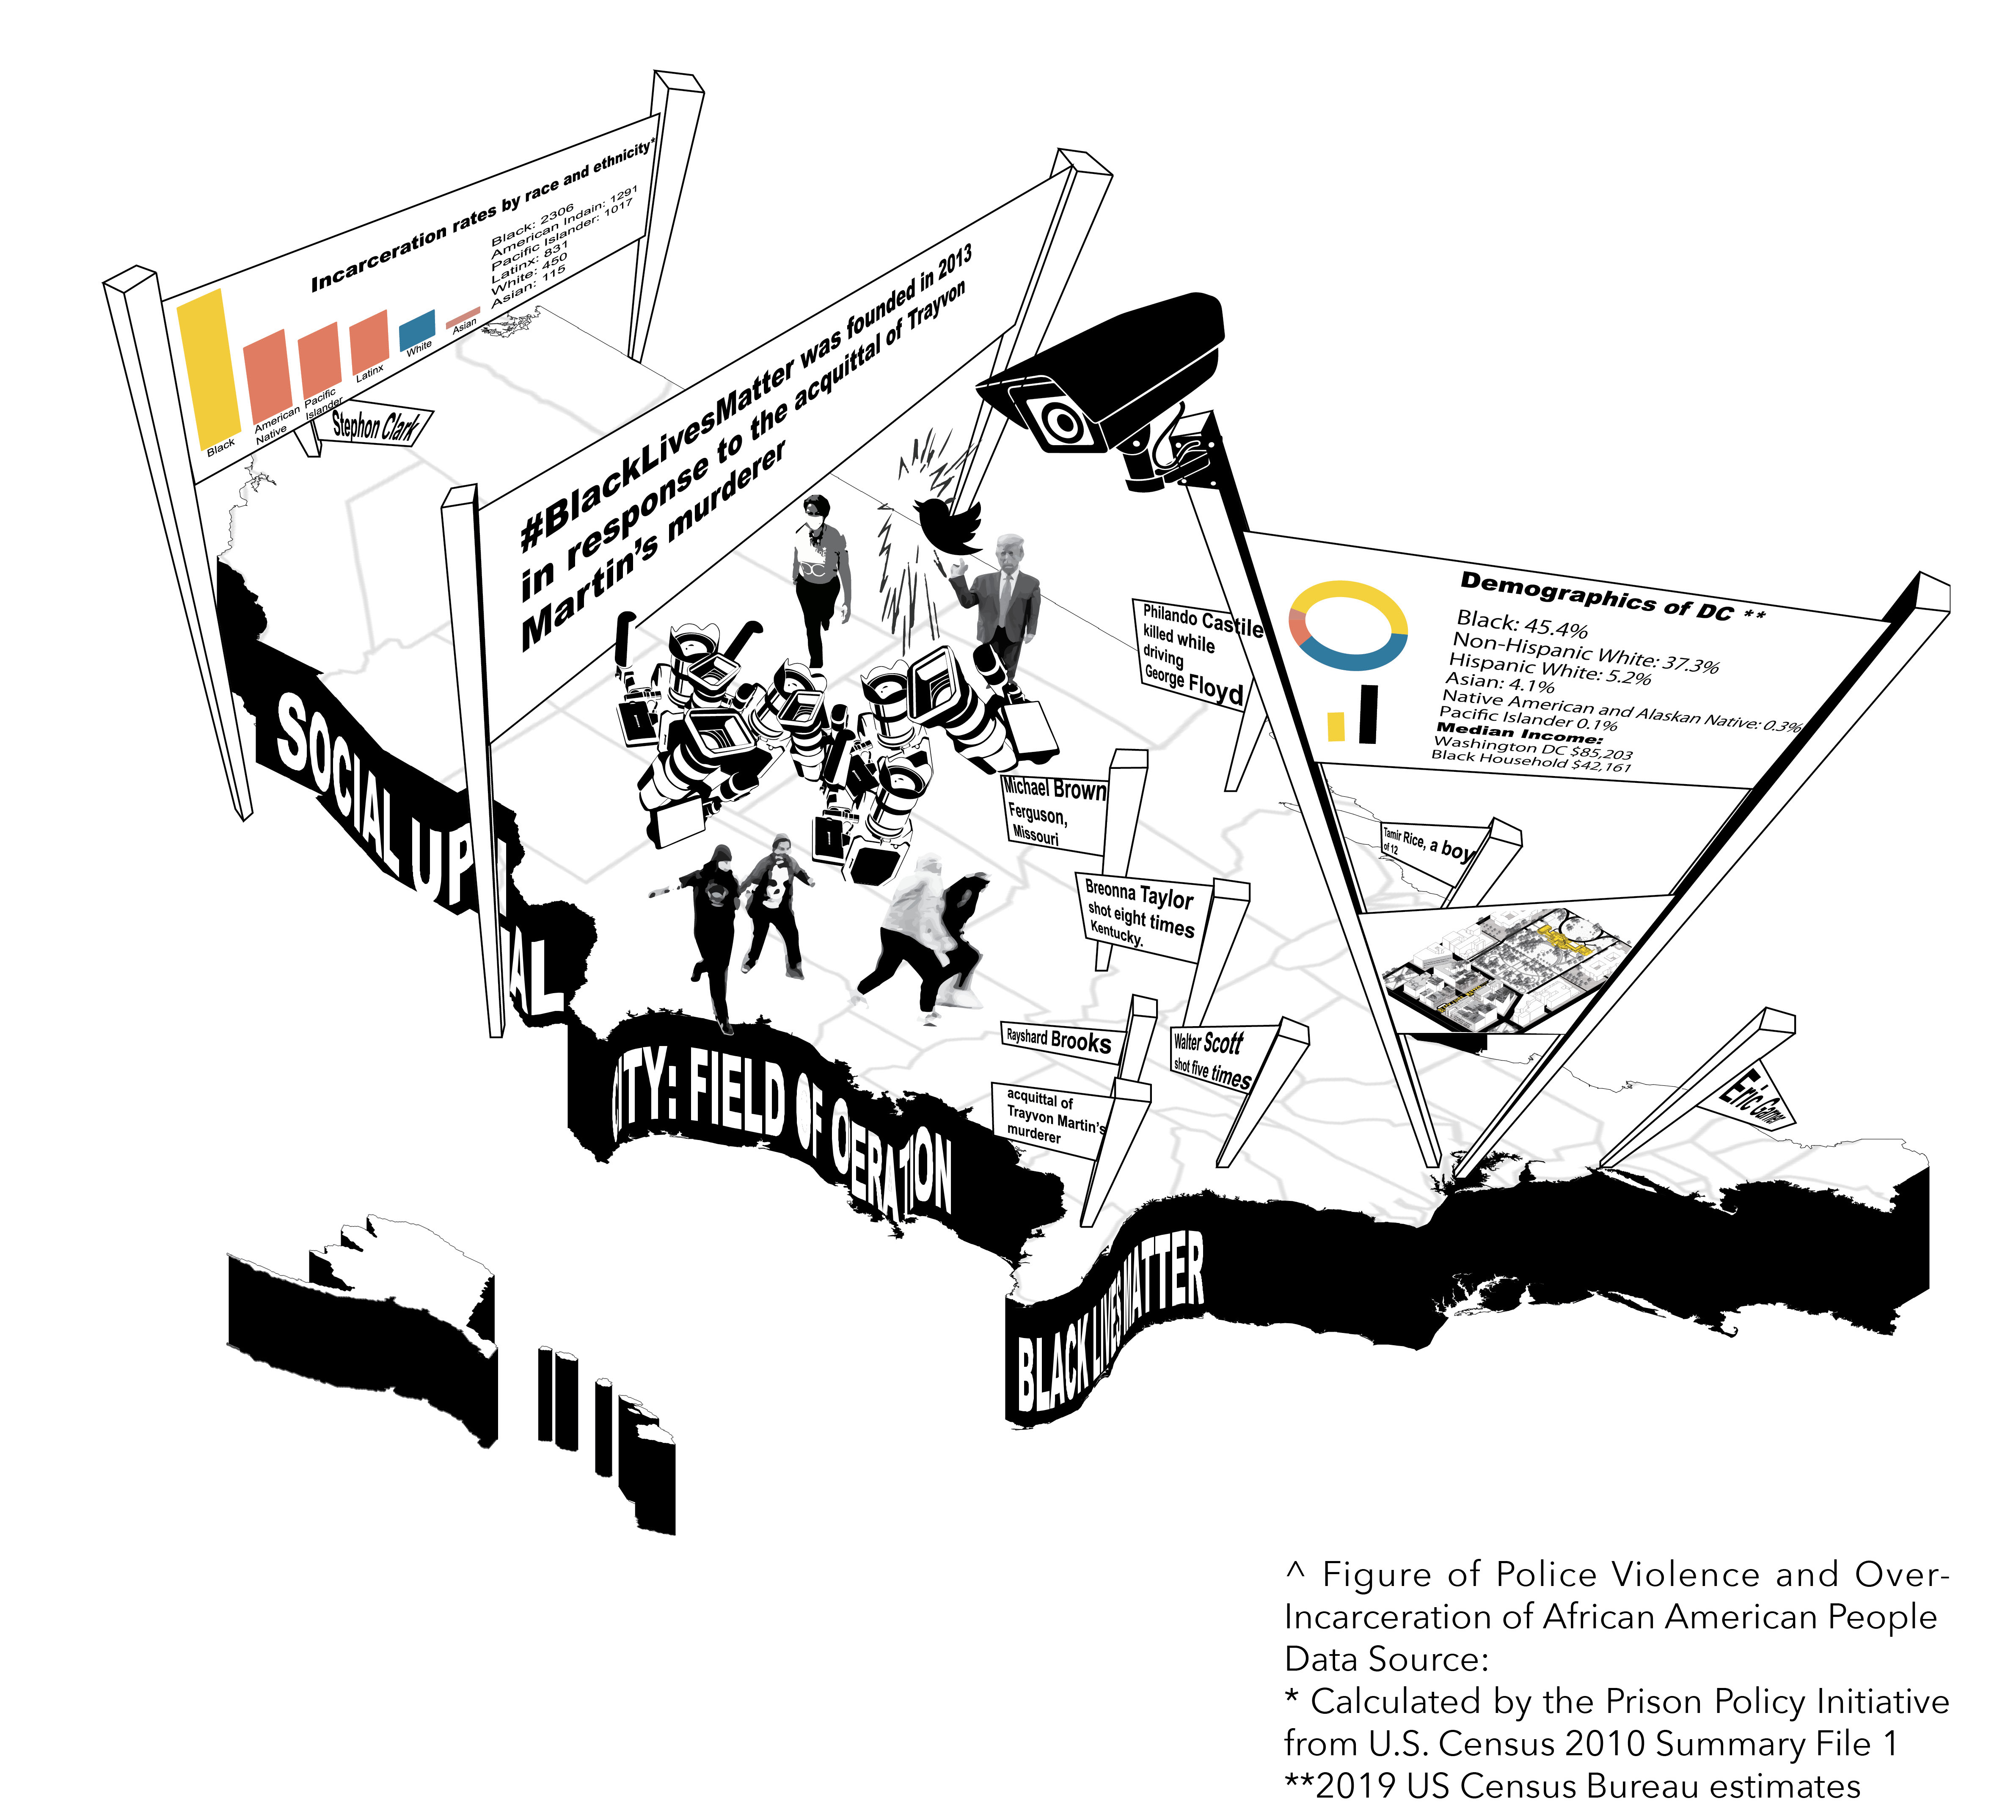 Incarceration rates by race and ethnicity*
Black: 2306
American Indain: 1291
Pacific Islander: 1017
Latinx: 831
White: 450
Asian: 115
Black
American
Native
Pacific
Islander
Latinx
White
Asian
Stephon Clark
#BlackLivesMatter was founded in 2013
in response to the acquittal of Trayvon
Martin's murderer
Philando Castile
killed while
driving
George Floyd
Demographics of DC **
Black: 45.4%
Non-Hispanic White: 37.3%
Hispanic White: 5.2%
Asian: 4.1%
Native American and Alaskan Native: 0.3%
Pacific Islander 0.1%
Median Income:
Washington DC $85,203
Black Household $42,161
Michael Brown
Ferguson,
Missouri
Tamir Rice, a boy
of 12
Breonna Taylor
shot eight times
Kentucky.
Rayshard Brooks
Walter Scott
shot five times
acquittal of
Trayvon Martin's
murderer
Eric Garner
SOCIAL UP
AL
CITY: FIELD OF OERATION
BLACK LIVES MATTER
^ Figure of Police Violence and Over-
Incarceration of African American People
Data Source:
* Calculated by the Prison Policy Initiative
from U.S. Census 2010 Summary File 1
**2019 US Census Bureau estimates